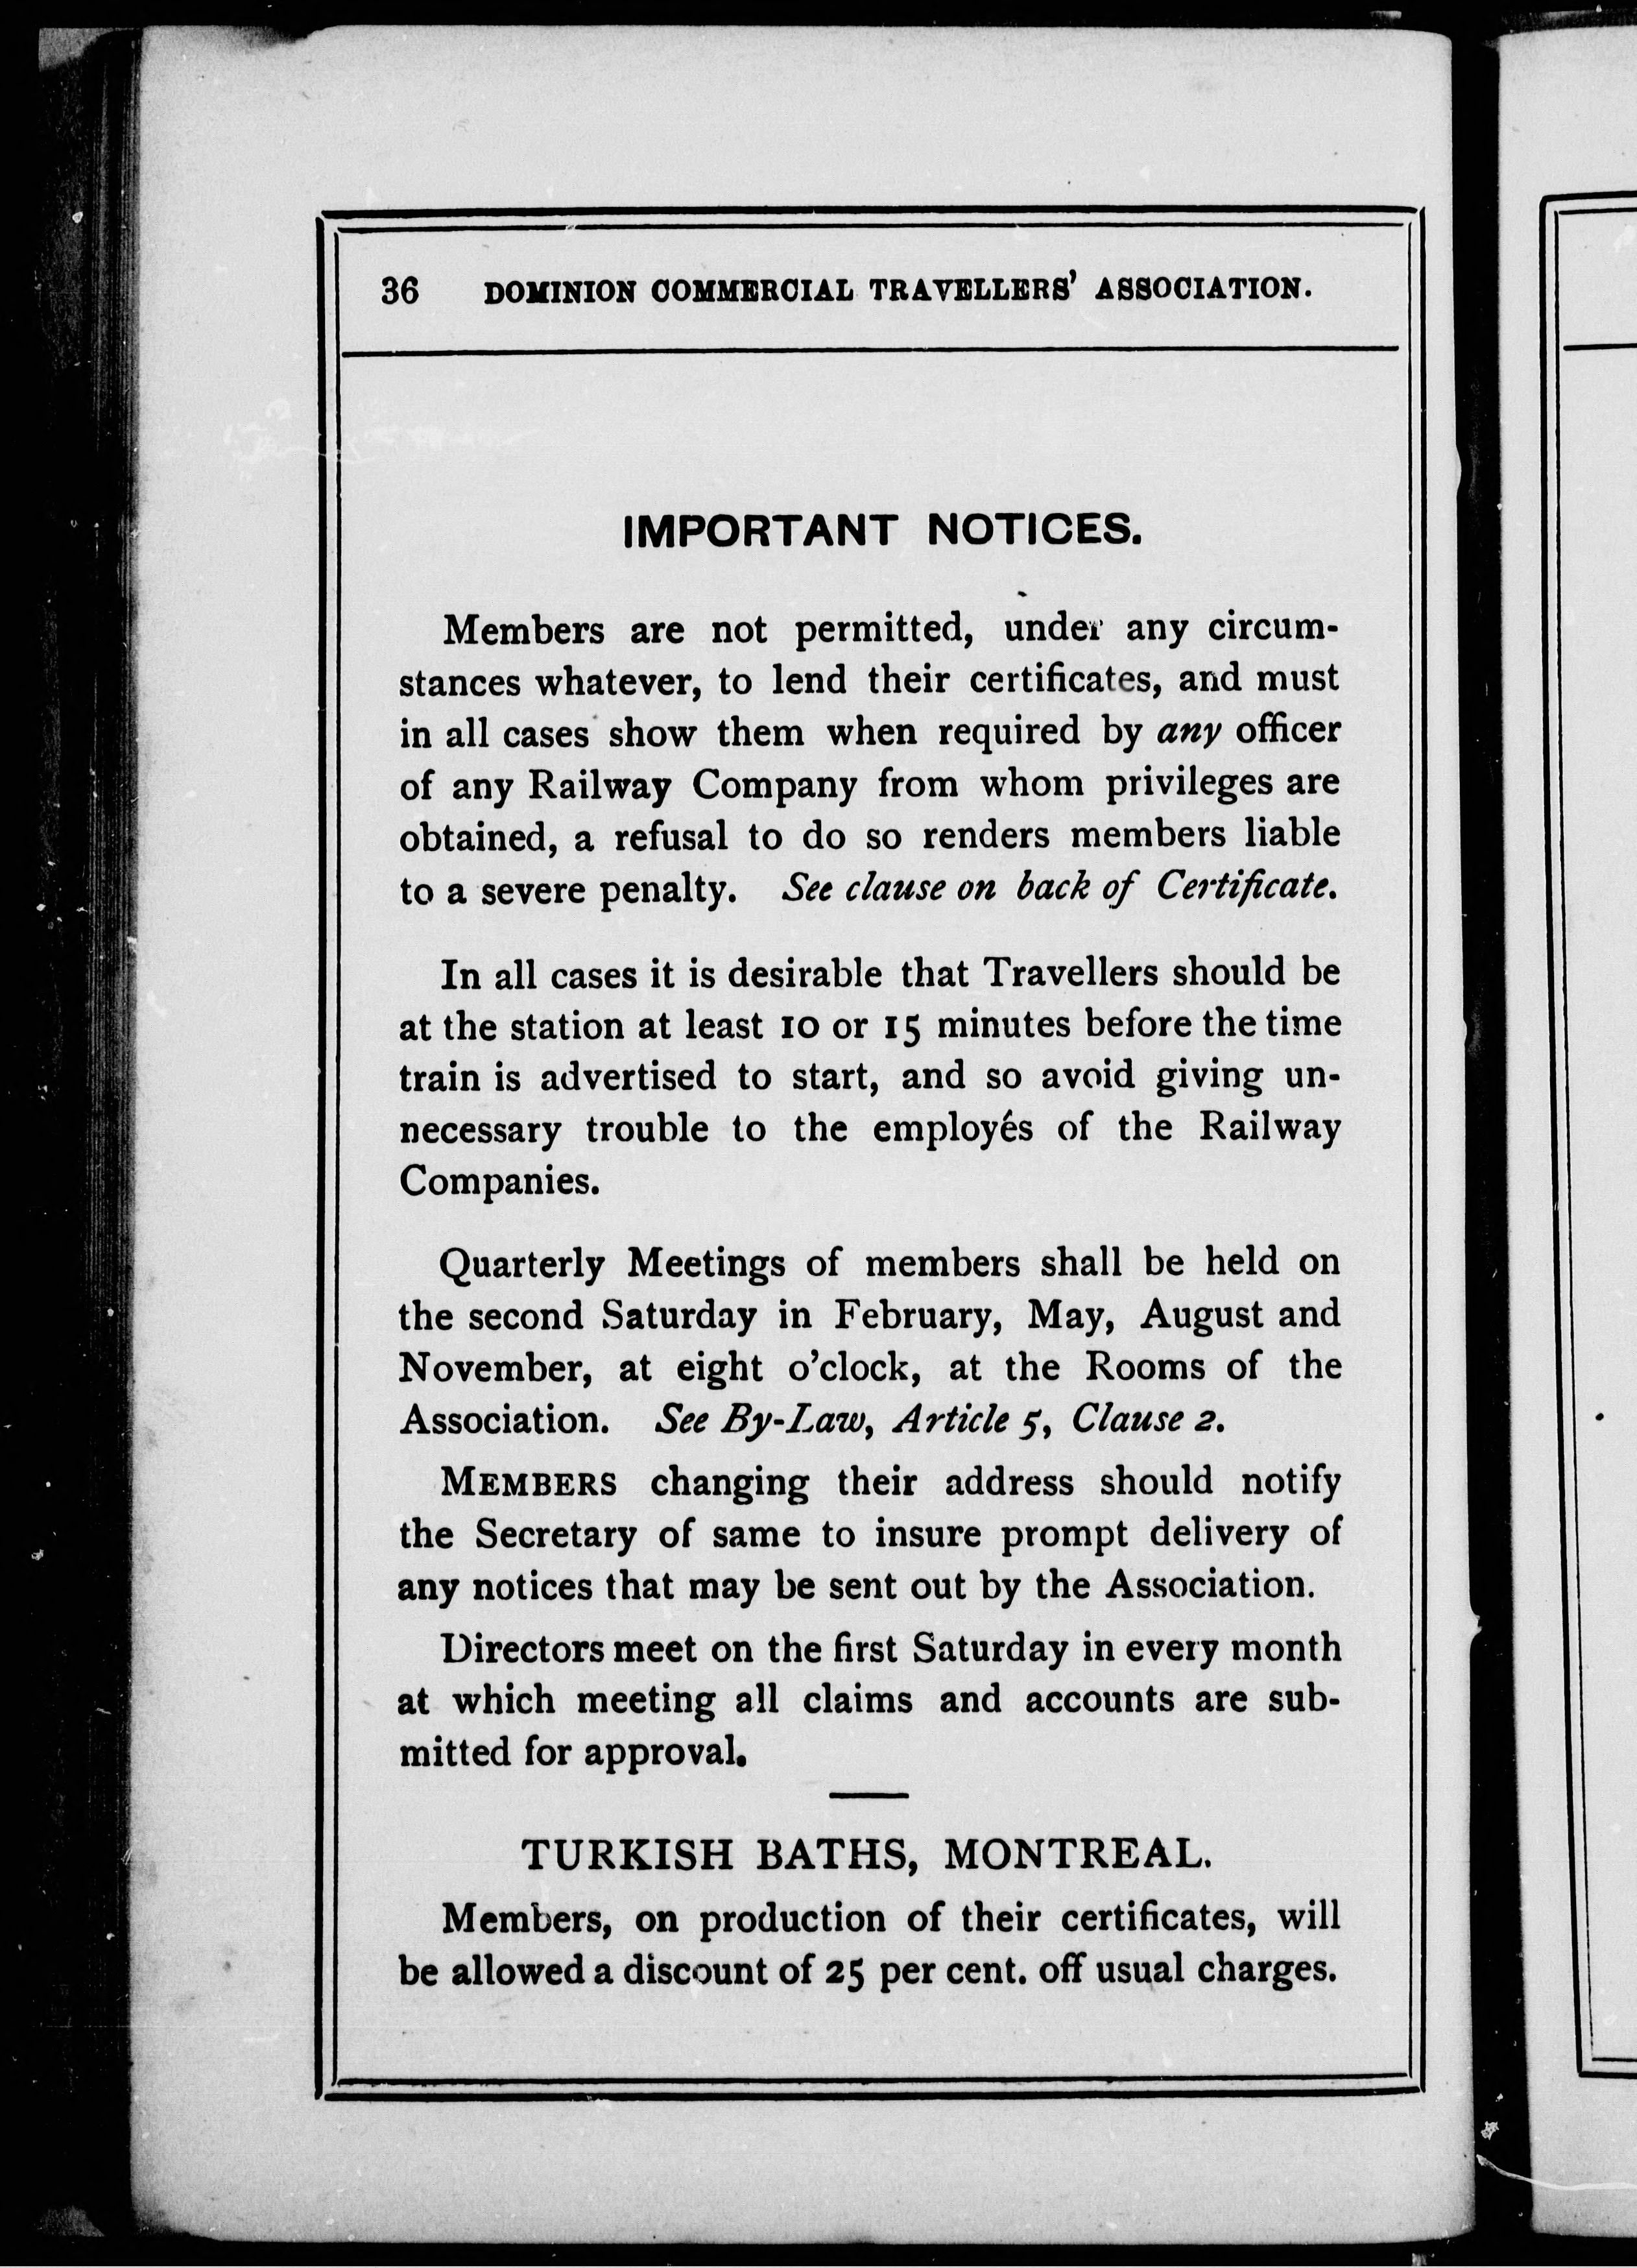 36 DOMINION COMMERCIAL TRAVELLERS' ASSOCIATION.
IMPORTANT NOTICES.
Members are not permitted, under any circum-
stances whatever, to lend their certificates, and must
in all cases show them when required by any officer
of any Railway Company from whom privileges are
obtained, a refusal to do so renders members liable
to a severe penalty. See clause on back of Certificate.
In all cases it is desirable that Travellers should be
at the station at least 10 or 15 minutes before the time
train is advertised to start, and so avoid giving un-
necessary trouble to the employés of the Railway
Companies.
Quarterly Meetings of members shall be held on
the second Saturday in February, May, August and
November, at eight o'clock, at the Rooms of the
Association. See By-Law, Article 5, Clause 2.
MEMBERS changing their address should notify
the Secretary of same to insure prompt delivery of
any notices that may be sent out by the Association.
Directors meet on the first Saturday in every month
at which meeting all claims and accounts are sub-
mitted for approval.
TURKISH BATHS, MONTREAL.
Members, on production of their certificates, will
be allowed a discount of 25 per cent. off usual charges.